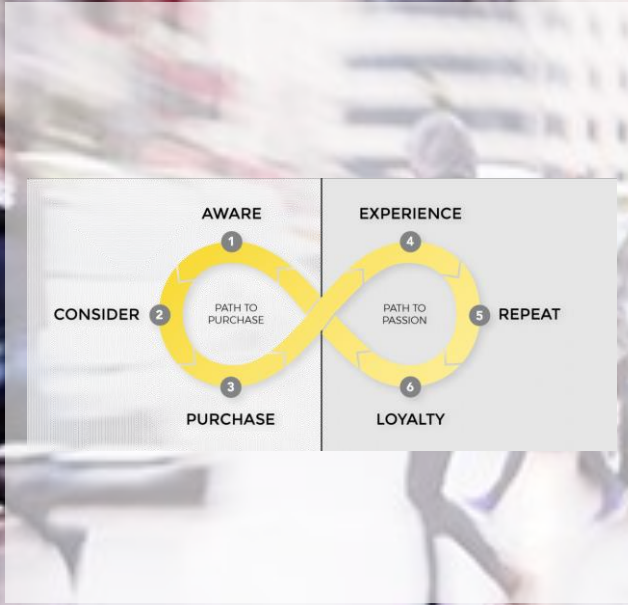 AWARE
1
CONSIDER 2
PATH TO
PURCHASE
3
PURCHASE
EXPERIENCE
4
PATH TO
PASSION
5 REPEAT
6
LOYALTY